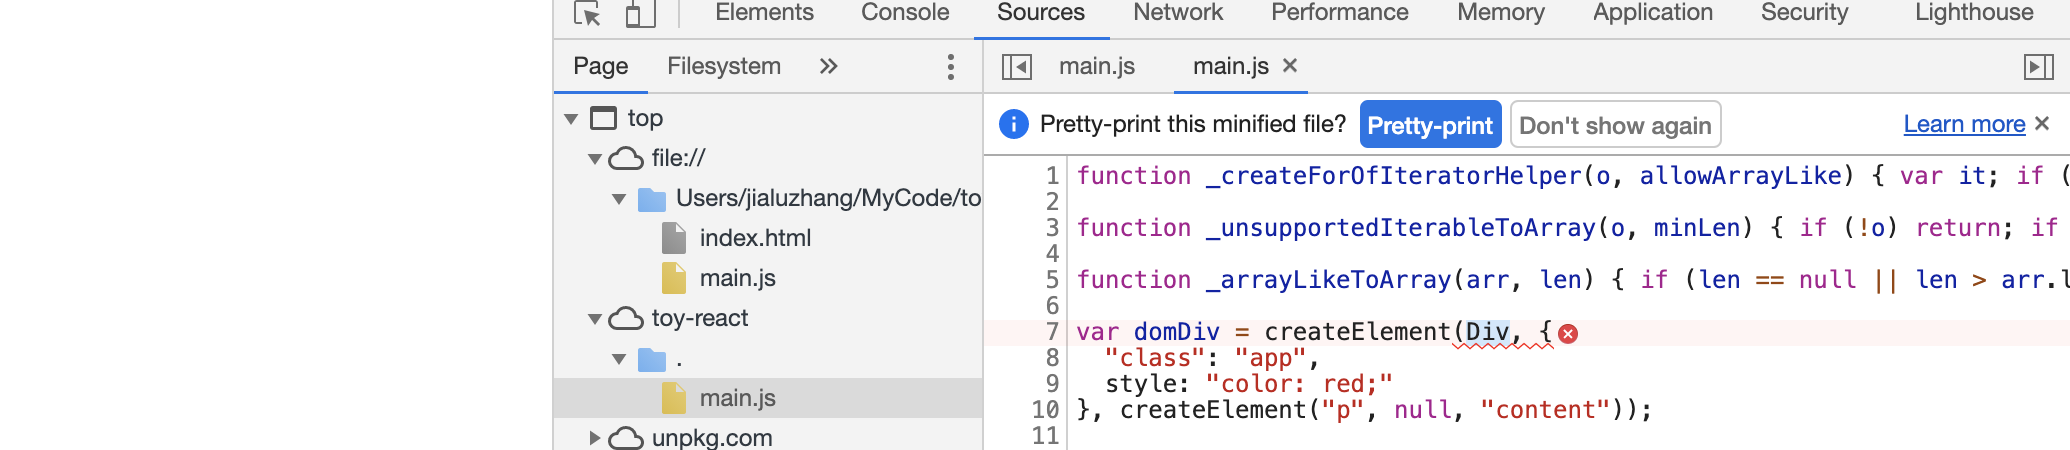 Elements Console Sources Network Performance Memory Application Security Lighthouse
Page Filesystem » main.js main.js ×
Pretty-print this minified file? Pretty-print Don't show again Learn more ×
top
file://
Users/jialuzhang/MyCode/to
index.html
main.js
toy-react
.
main.js
unpkg.com
1 function _createForOfIteratorHelper(o, allowArrayLike) { var it; if (
2
3 function _unsupportedIterableToArray(o, minLen) { if (!o) return; if
4
5 function _arrayLikeToArray(arr, len) { if (len == null || len > arr.l
6
7 var domDiv = createElement(Div, {
8 "class": "app",
9 style: "color: red;"
10 }, createElement("p", null, "content"));
11